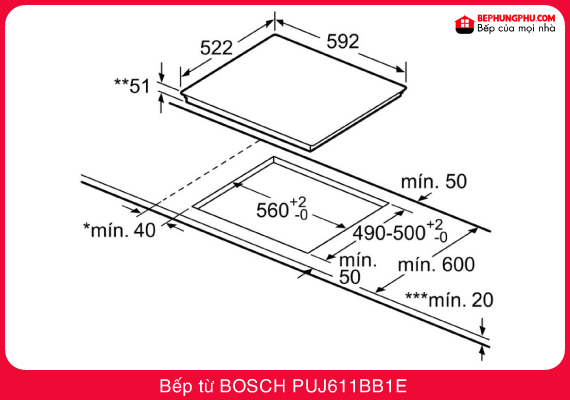 BEPHUNGPHU.COM
Bếp của mọi nhà
522
592
**51
mín. 50
560+2-0
*mín. 40
490-500+2-0
mín. 50
mín. 600
***mín. 20
Bếp từ BOSCH PUJ611BB1E